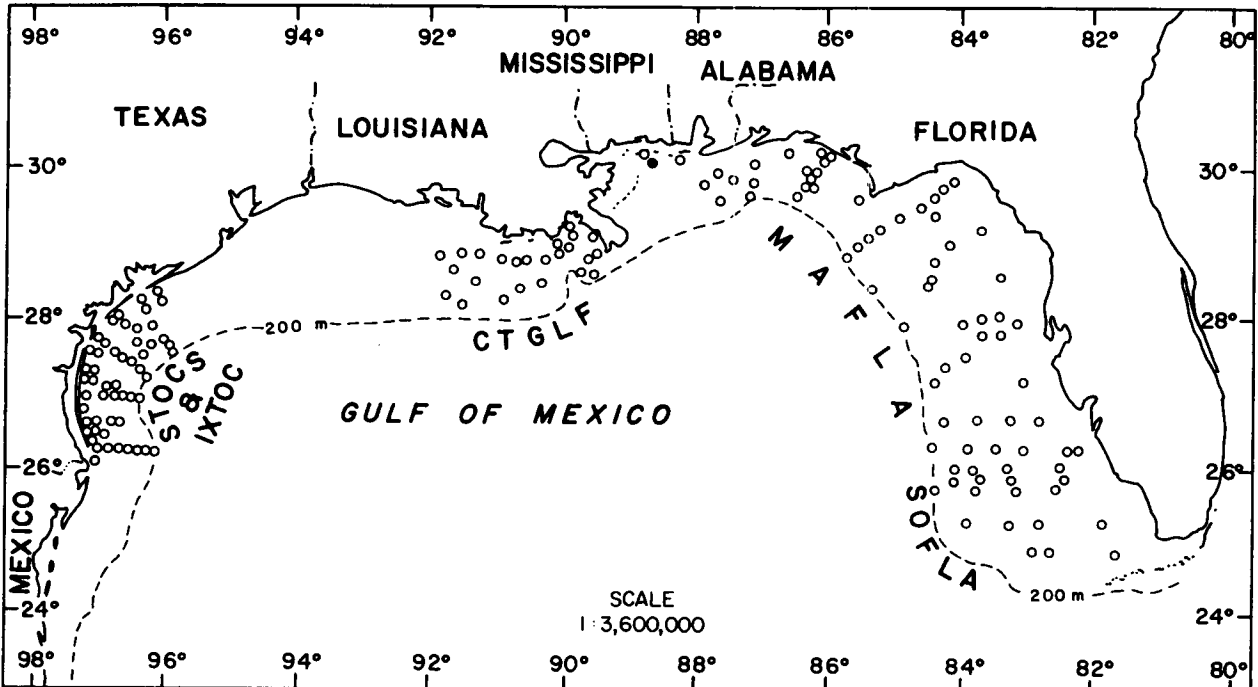 98° 96° 94° 92° 90° 88° 86° 84° 82° 80°
MISSISSIPPI ALABAMA
TEXAS LOUISIANA FLORIDA
30° 30°
MAFLA
28° 200 m 28°
CTGLF
STOCS
&
IXTOC
GULF OF MEXICO
26° 26°
SOFLA
MEXICO
200 m
24° 24°
SCALE
1:3,600,000
98° 96° 94° 92° 90° 88° 86° 84° 82° 80°